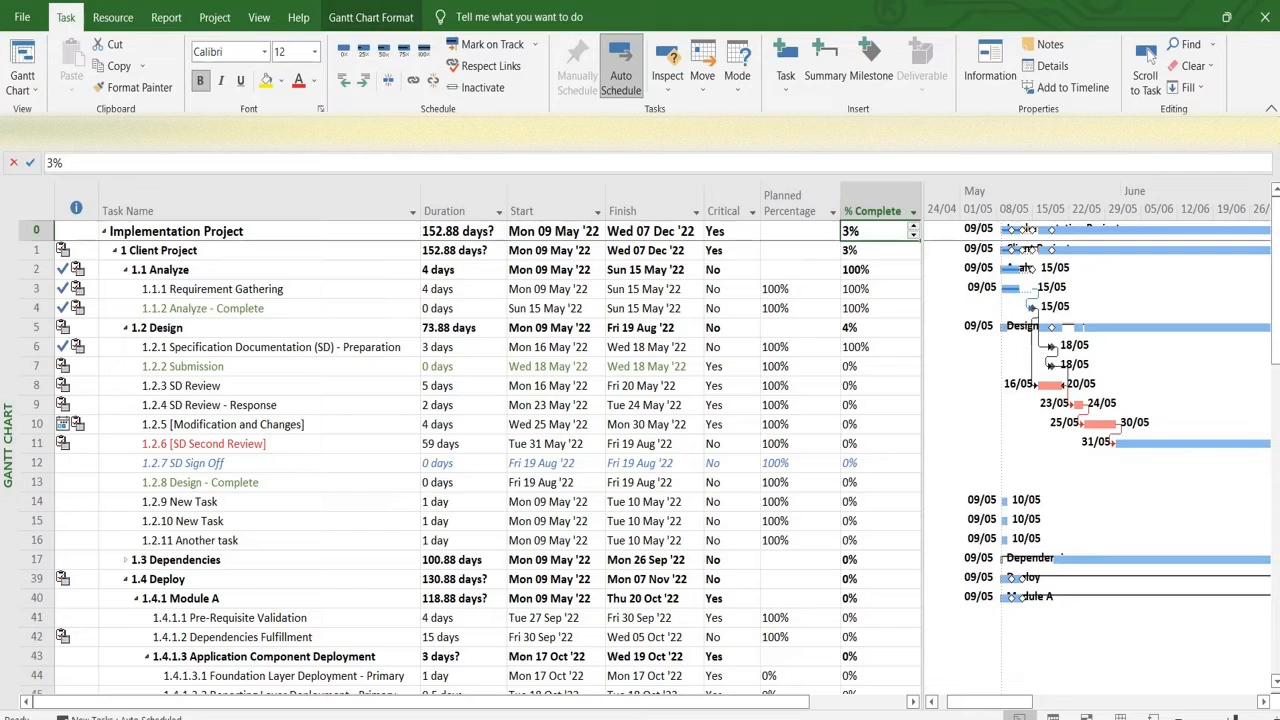 File Task Resource Report Project View Help Gantt Chart Format Tell me what you want to do
Gantt Chart
View
Paste
Cut
Copy
Format Painter
Clipboard
Calibri 12
B I U A
Font
0% 25% 50% 75% 100%
Mark on Track
Respect Links
Inactivate
Schedule
Manually Schedule
Auto Schedule
Inspect
Move
Mode
Tasks
Task
Summary
Milestone
Deliverable
Insert
Information
Notes
Details
Add to Timeline
Properties
Scroll to Task
Find
Clear
Fill
Editing
3%
Task Name Duration Start Finish Critical Planned Percentage % Complete
May June
24/04 01/05 08/05 15/05 22/05 29/05 05/06 12/06 19/06 26/
0 Implementation Project 152.88 days? Mon 09 May '22 Wed 07 Dec '22 Yes 3% 09/05
1 1 Client Project 152.88 days? Mon 09 May '22 Wed 07 Dec '22 Yes 3% 09/05
2 1.1 Analyze 4 days Mon 09 May '22 Sun 15 May '22 No 100% 09/05 15/05
3 1.1.1 Requirement Gathering 4 days Mon 09 May '22 Sun 15 May '22 No 100% 100% 09/05 15/05
4 1.1.2 Analyze - Complete 0 days Sun 15 May '22 Sun 15 May '22 No 100% 100% 15/05
5 1.2 Design 73.88 days Mon 09 May '22 Fri 19 Aug '22 No 4% 09/05 Design
6 1.2.1 Specification Documentation (SD) - Preparation 3 days Mon 16 May '22 Wed 18 May '22 No 100% 100% 18/05
7 1.2.2 Submission 0 days Wed 18 May '22 Wed 18 May '22 Yes 100% 0% 18/05
8 1.2.3 SD Review 5 days Mon 16 May '22 Fri 20 May '22 Yes 100% 0% 16/05 20/05
9 1.2.4 SD Review - Response 2 days Mon 23 May '22 Tue 24 May '22 Yes 100% 0% 23/05 24/05
10 1.2.5 [Modification and Changes] 4 days Wed 25 May '22 Mon 30 May '22 Yes 100% 0% 25/05 30/05
11 1.2.6 [SD Second Review] 59 days Tue 31 May '22 Fri 19 Aug '22 No 100% 0% 31/05
12 1.2.7 SD Sign Off 0 days Fri 19 Aug '22 Fri 19 Aug '22 No 100% 0%
13 1.2.8 Design - Complete 0 days Fri 19 Aug '22 Fri 19 Aug '22 No 100% 0%
14 1.2.9 New Task 1 day Mon 09 May '22 Tue 10 May '22 No 100% 0% 09/05 10/05
15 1.2.10 New Task 1 day Mon 09 May '22 Tue 10 May '22 No 100% 0% 09/05 10/05
16 1.2.11 Another task 1 day Mon 09 May '22 Tue 10 May '22 No 100% 0% 09/05 10/05
17 1.3 Dependencies 100.88 days Mon 09 May '22 Mon 26 Sep '22 No 0% 09/05
39 1.4 Deploy 130.88 days? Mon 09 May '22 Mon 07 Nov '22 No 0% 09/05
40 1.4.1 Module A 118.88 days? Mon 09 May '22 Thu 20 Oct '22 Yes 0% 09/05
41 1.4.1.1 Pre-Requisite Validation 4 days Tue 27 Sep '22 Fri 30 Sep '22 Yes 100% 0%
42 1.4.1.2 Dependencies Fulfillment 15 days Fri 30 Sep '22 Wed 05 Oct '22 No 100% 0%
43 1.4.1.3 Application Component Deployment 3 days? Mon 17 Oct '22 Wed 19 Oct '22 Yes 0%
44 1.4.1.3.1 Foundation Layer Deployment - Primary 1 day Mon 17 Oct '22 Mon 17 Oct '22 Yes 0% 0%
GANTT CHART